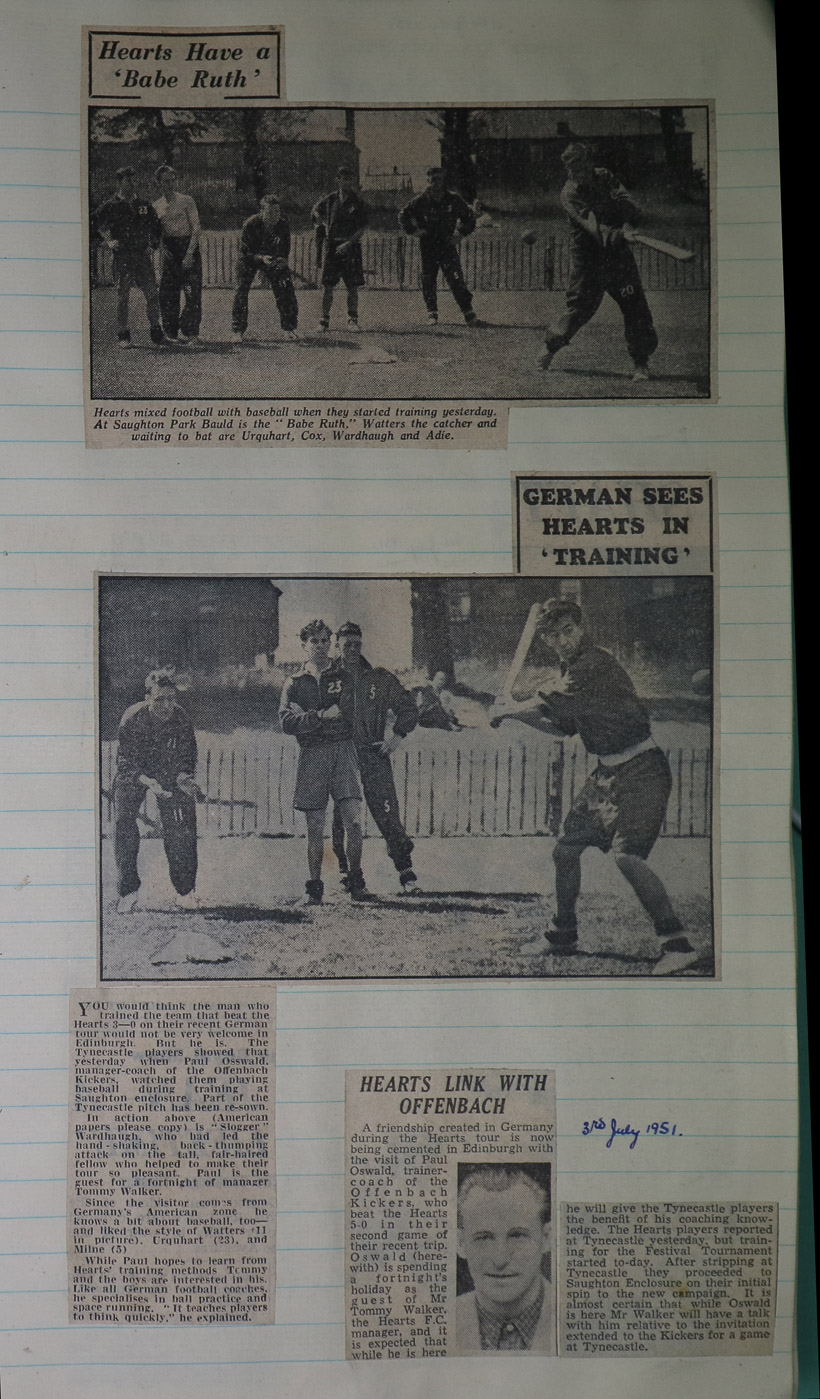 Hearts Have a
'Babe Ruth'
23
11
5
20
Hearts mixed football with baseball when they started training yesterday.
At Saughton Park Bauld is the "Babe Ruth," Watters the catcher and
waiting to bat are Urquhart, Cox, Wardhaugh and Adie.
GERMAN SEES
HEARTS IN
'TRAINING'
11
11
23
5
5
YOU would think the man who
trained the team that beat the
Hearts 3—0 on their recent German
tour would not be very welcome in
Edinburgh. But he is. The
Tynecastle players showed that
yesterday when Paul Osswald,
manager-coach of the Offenbach
Kickers, watched them playing
baseball during training at
Saughton enclosure. Part of the
Tynecastle pitch has been re-sown.
In action above (American
papers please copy) is "Slogger"
Wardhaugh, who had led the
hand-shaking, back-thumping
attack on the tall, fair-haired
fellow who helped to make their
tour so pleasant. Paul is the
guest for a fortnight of manager
Tommy Walker.
Since the visitor comes from
Germany's American zone he
knows a bit about baseball, too—
and liked the style of Watters (11
in picture), Urquhart (23), and
Milne (5)
While Paul hopes to learn from
Hearts' training methods Tommy
and the boys are interested in his.
Like all German football coaches,
he specialises in ball practice and
space running. "It teaches players
to think quickly," he explained.
HEARTS LINK WITH
OFFENBACH
A friendship created in Germany
during the Hearts tour is now
being cemented in Edinburgh with
the visit of Paul
Oswald, trainer-
coach of the
Offenbach
Kickers, who
beat the Hearts
5-0 in their
second game of
their recent trip.
Oswald (here-
with) is spending
a fortnight's
holiday as the
guest of Mr
Tommy Walker,
the Hearts F.C.
manager, and it
is expected that
while he is here
3rd July 1951.
he will give the Tynecastle players
the benefit of his coaching know-
ledge. The Hearts players reported
at Tynecastle yesterday, but train-
ing for the Festival Tournament
started to-day. After stripping at
Tynecastle they proceeded to
Saughton Enclosure on their initial
spin to the new campaign. It is
almost certain that while Oswald
is here Mr Walker will have a talk
with him relative to the invitation
extended to the Kickers for a game
at Tynecastle.